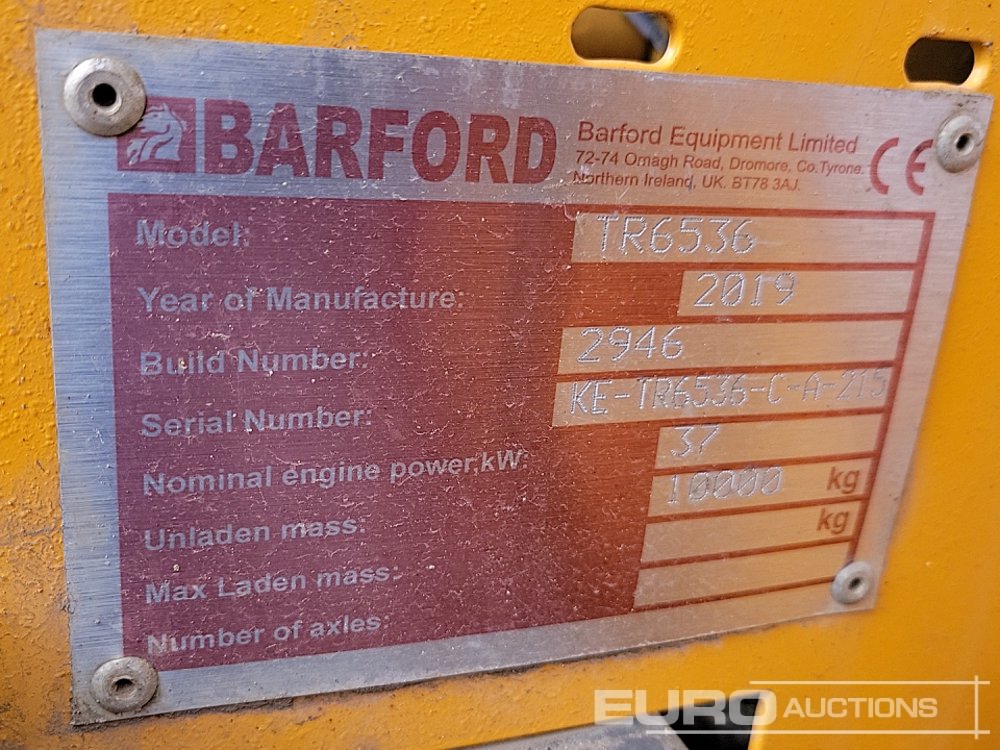 BARFORD
Barford Equipment Limited
72-74 Omagh Road, Dromore, Co.Tyrone.
Northern Ireland, UK. BT78 3AJ.
CE
Model: TR6536
Year of Manufacture: 2019
Build Number: 2946
Serial Number: KE-TR6536-C-A-215
Nominal engine power,kW: 37
Unladen mass: 10000 kg
Max Laden mass: kg
Number of axles:
EURO AUCTIONS